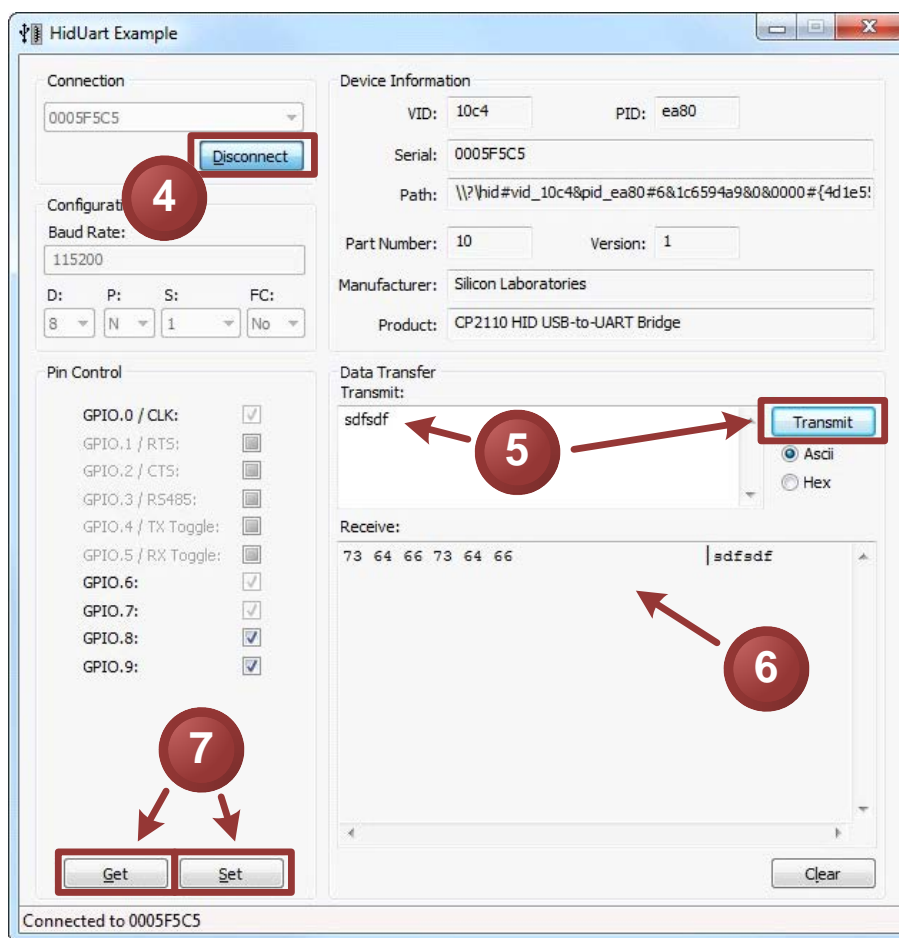 HidUart Example
Connection
0005F5C5
Disconnect
4
Baud Rate:
115200
D: P: S: FC:
8 N 1 No
Device Information
VID: 10c4 PID: ea80
Serial: 0005F5C5
Path: \\?\hid#vid_10c4&pid_ea80#6&1c6594a9&0&0000#{4d1e55
Part Number: 10 Version: 1
Manufacturer: Silicon Laboratories
Product: CP2110 HID USB-to-UART Bridge
Pin Control
GPIO.0 / CLK:
GPIO.1 / RTS:
GPIO.2 / CTS:
GPIO.3 / RS485:
GPIO.4 / TX Toggle:
GPIO.5 / RX Toggle:
GPIO.6:
GPIO.7:
GPIO.8:
GPIO.9:
7
Get Set
Data Transfer
Transmit:
sdfsdf
5
Transmit
Ascii
Hex
Receive:
73 64 66 73 64 66 |sdfsdf
6
Clear
Connected to 0005F5C5